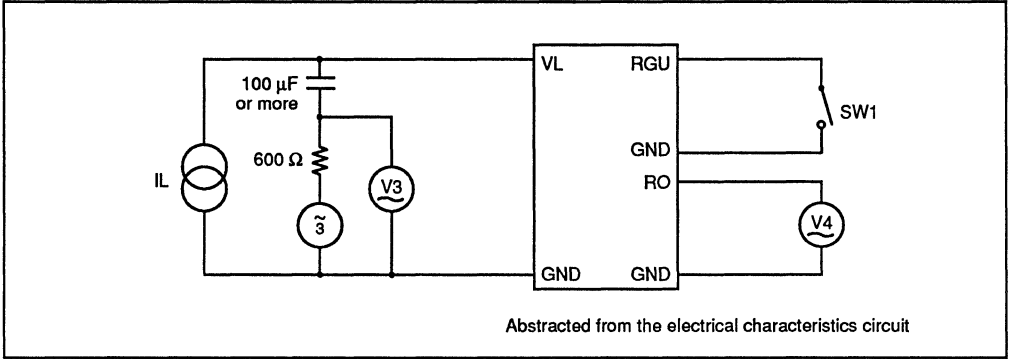 VL RGU
100 μF
or more
SW1
GND
600 Ω
RO
IL
V3
V4
~
3
GND GND
Abstracted from the electrical characteristics circuit